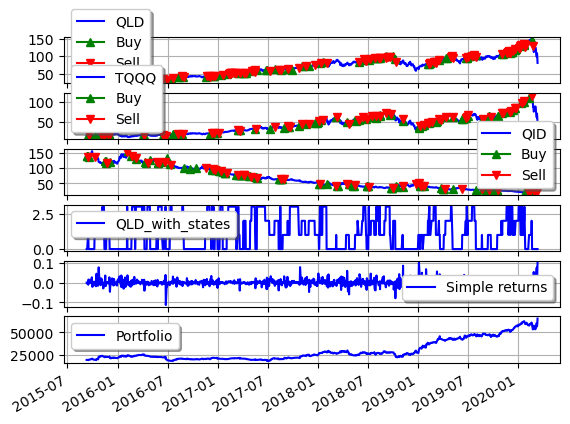 QLD
Buy
Sell
150
100
50
TQQQ
Buy
Sell
100
50
QID
Buy
Sell
150
100
50
QLD_with_states
2.5
0.0
Simple returns
0.1
0.0
−0.1
Portfolio
50000
25000
2015-07
2016-01
2016-07
2017-01
2017-07
2018-01
2018-07
2019-01
2019-07
2020-01